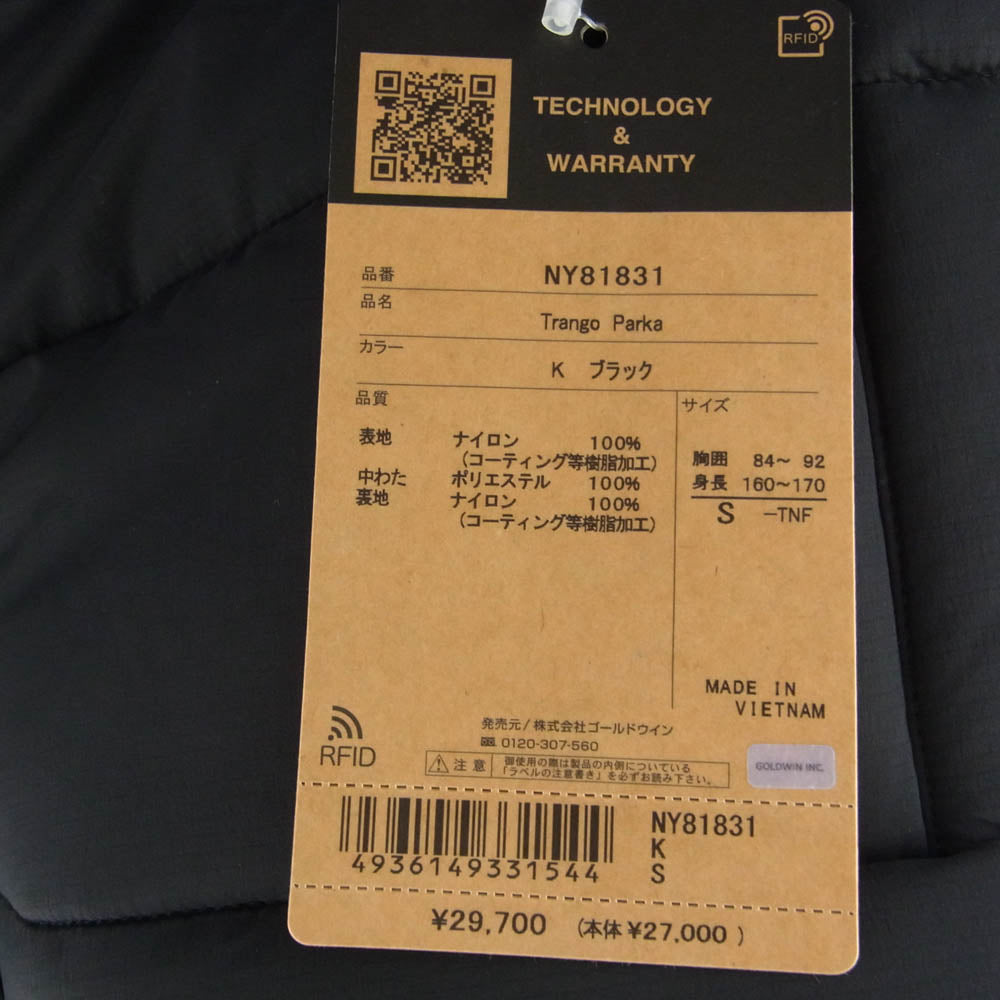 RFID
TECHNOLOGY
&
WARRANTY
品番 NY81831
品名 Trango Parka
カラー K ブラック
品質
表地 ナイロン 100%
(コーティング等樹脂加工)
中わた ポリエステル 100%
裏地 ナイロン 100%
(コーティング等樹脂加工)
サイズ
胸囲 84～ 92
身長 160～170
S -TNF
MADE IN
VIETNAM
発売元/株式会社ゴールドウイン
0120-307-560
RFID
注意 御使用の際は製品の内側についている
「ラベルの注意書き」を必ずお読み下さい。
GOLDWIN INC.
4936149331544
NY81831
K
S
¥29,700 (本体¥27,000 )